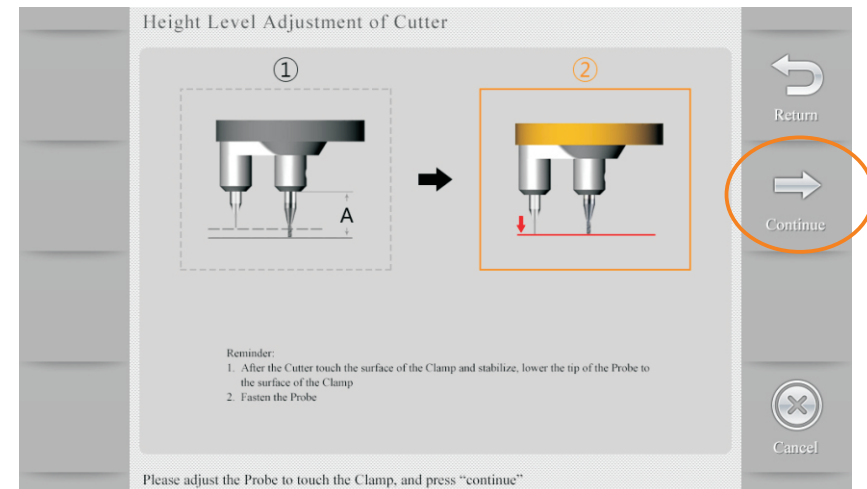 Height Level Adjustment of Cutter
①
②
A
Return
Continue
Reminder:
1. After the Cutter touch the surface of the Clamp and stabilize, lower the tip of the Probe to
the surface of the Clamp
2. Fasten the Probe
Cancel
Please adjust the Probe to touch the Clamp, and press “continue”